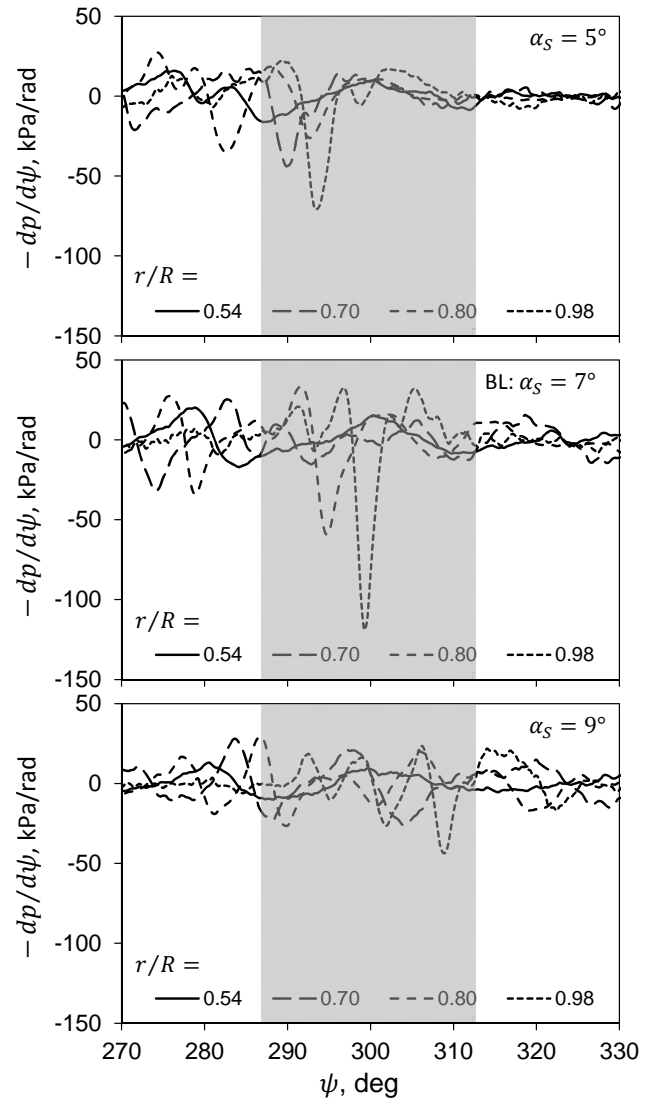 50
0
-50
-100
-150
− dp/dψ, kPa/rad
α_S = 5°
r/R =
0.54 0.70 0.80 0.98
50
0
-50
-100
-150
− dp/dψ, kPa/rad
BL: α_S = 7°
r/R =
0.54 0.70 0.80 0.98
50
0
-50
-100
-150
− dp/dψ, kPa/rad
α_S = 9°
r/R =
0.54 0.70 0.80 0.98
270 280 290 300 310 320 330
ψ, deg